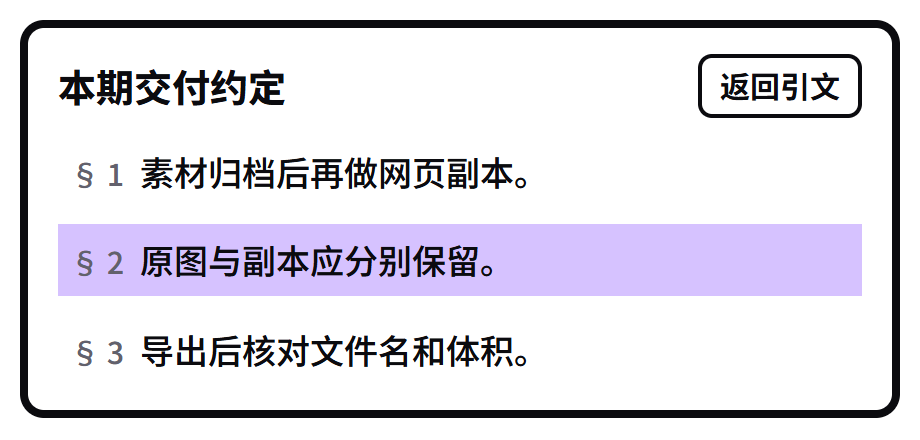 本期交付约定
返回引文
§ 1 素材归档后再做网页副本。
§ 2 原图与副本应分别保留。
§ 3 导出后核对文件名和体积。